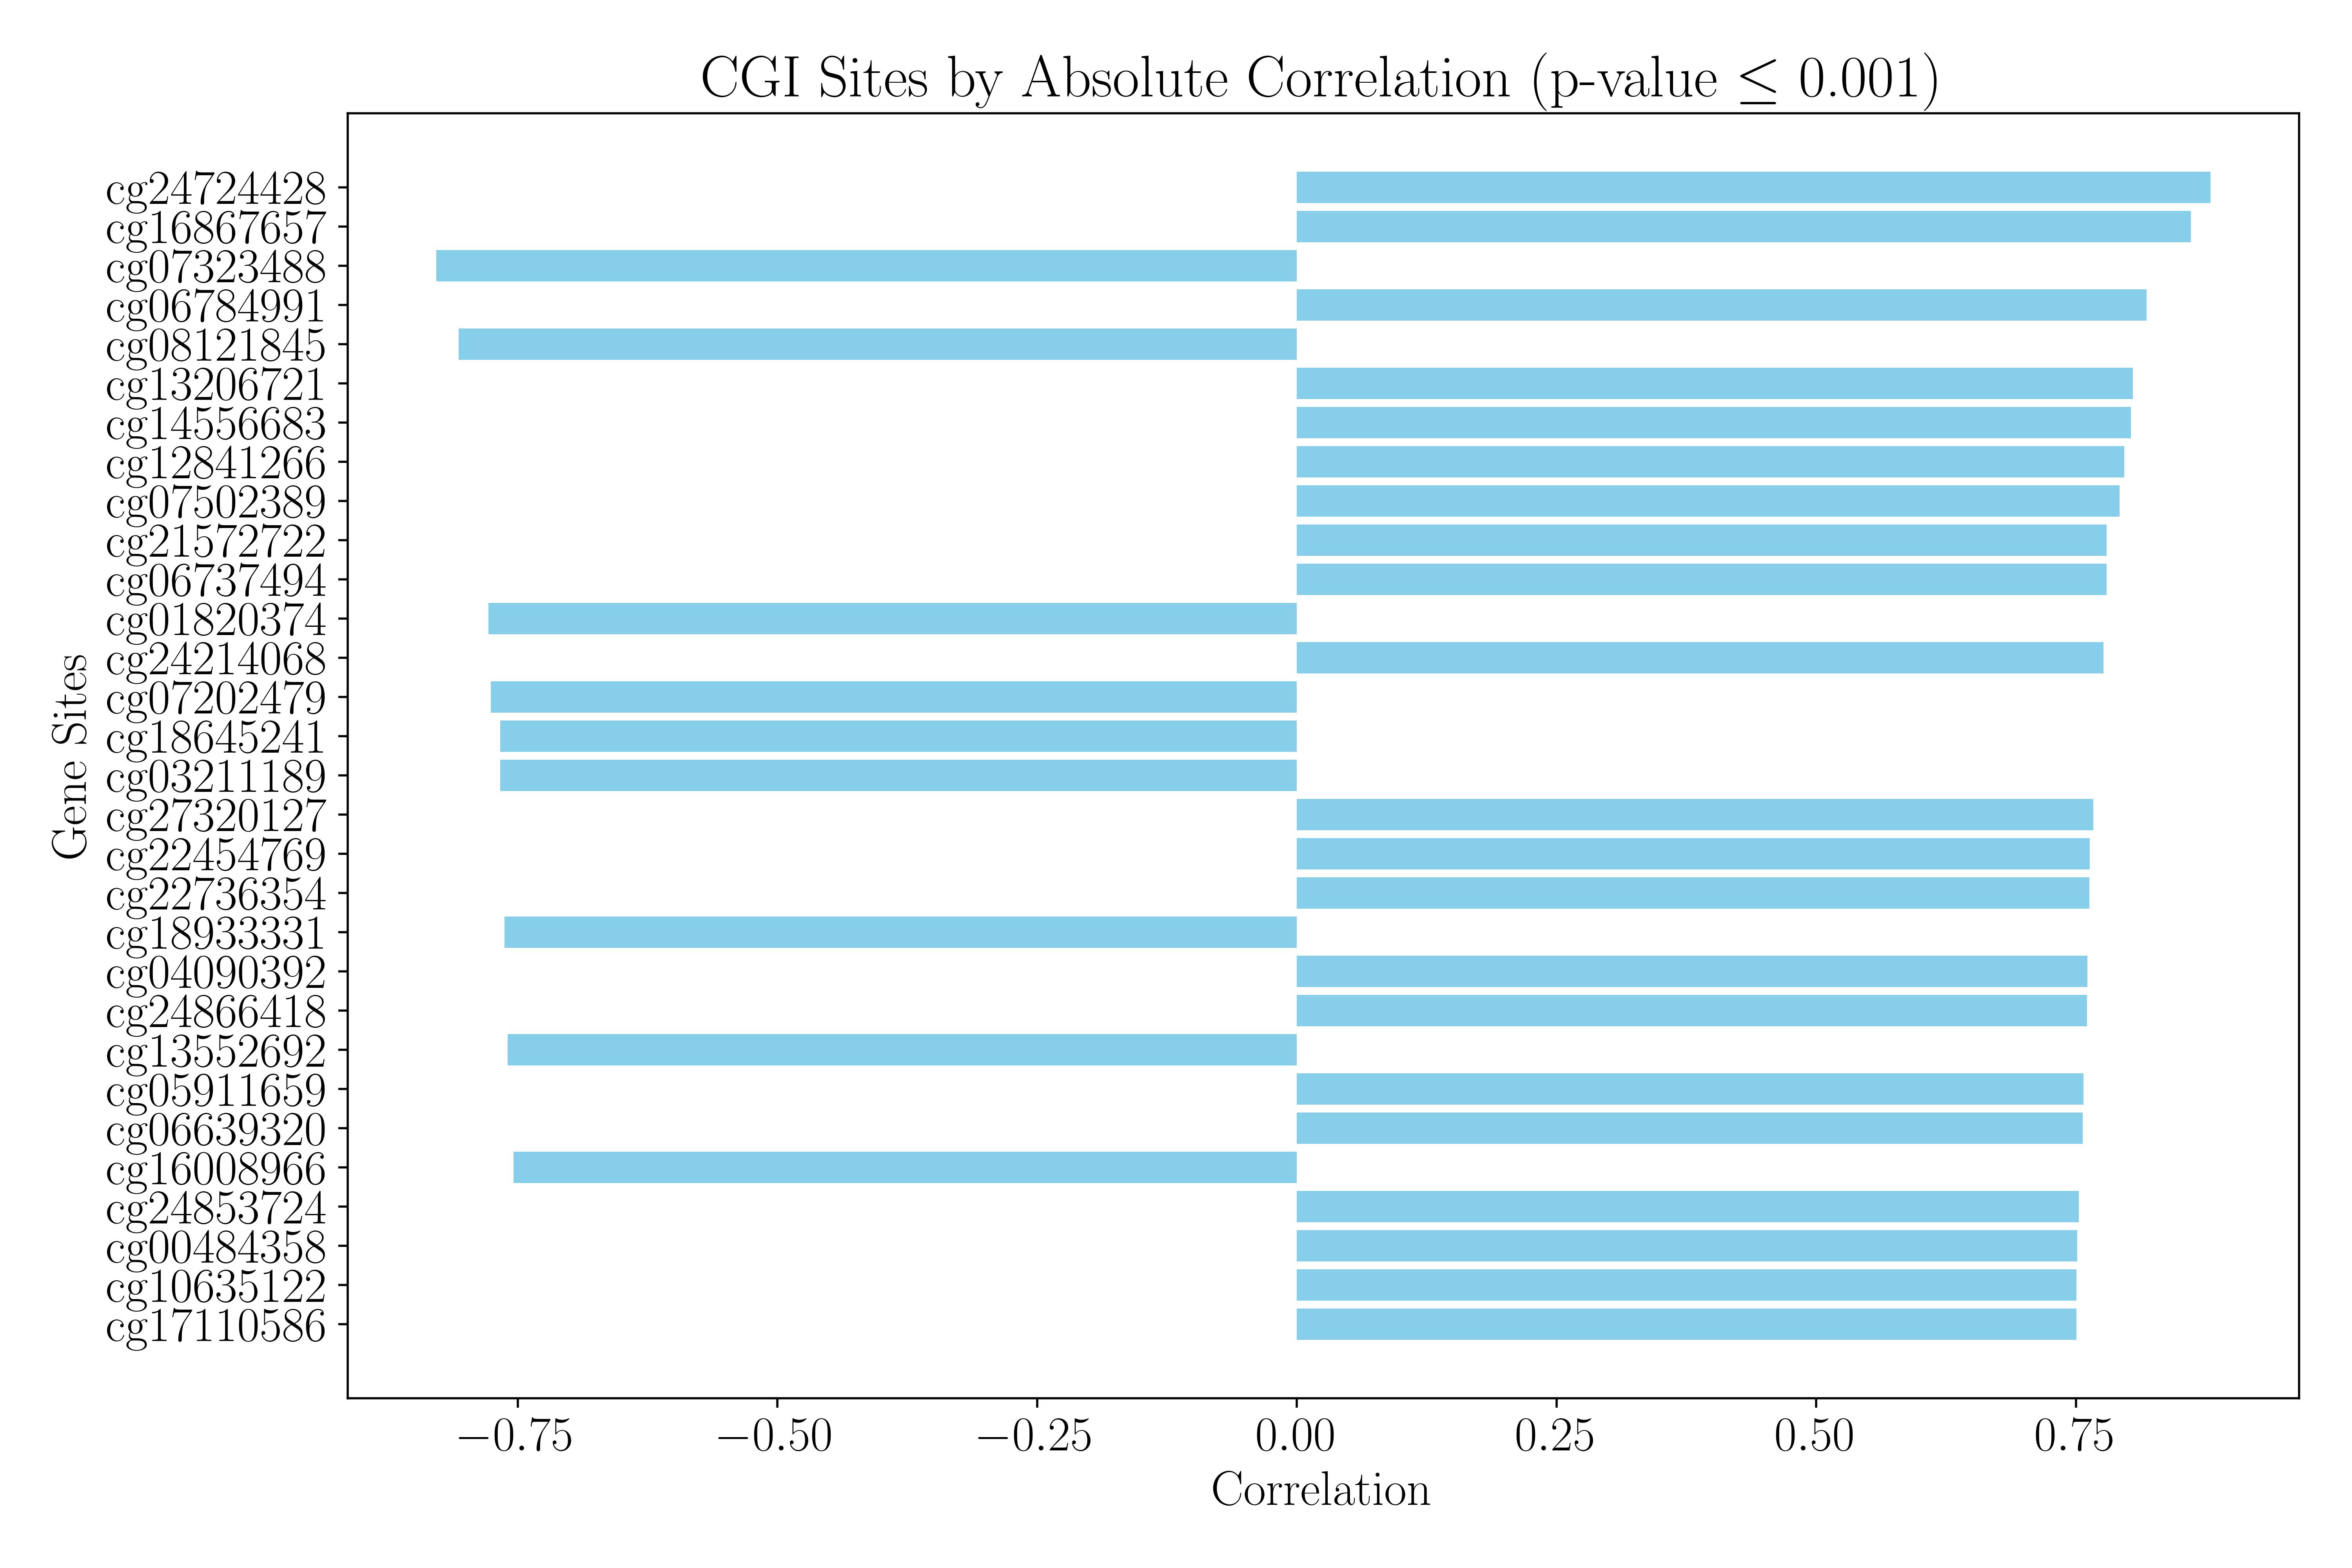 CGI Sites by Absolute Correlation (p-value ≤ 0.001)
Gene Sites
cg24724428
cg16867657
cg07323488
cg06784991
cg08121845
cg13206721
cg14556683
cg12841266
cg07502389
cg21572722
cg06737494
cg01820374
cg24214068
cg07202479
cg18645241
cg03211189
cg27320127
cg22454769
cg22736354
cg18933331
cg04090392
cg24866418
cg13552692
cg05911659
cg06639320
cg16008966
cg24853724
cg00484358
cg10635122
cg17110586
−0.75 −0.50 −0.25 0.00 0.25 0.50 0.75
Correlation